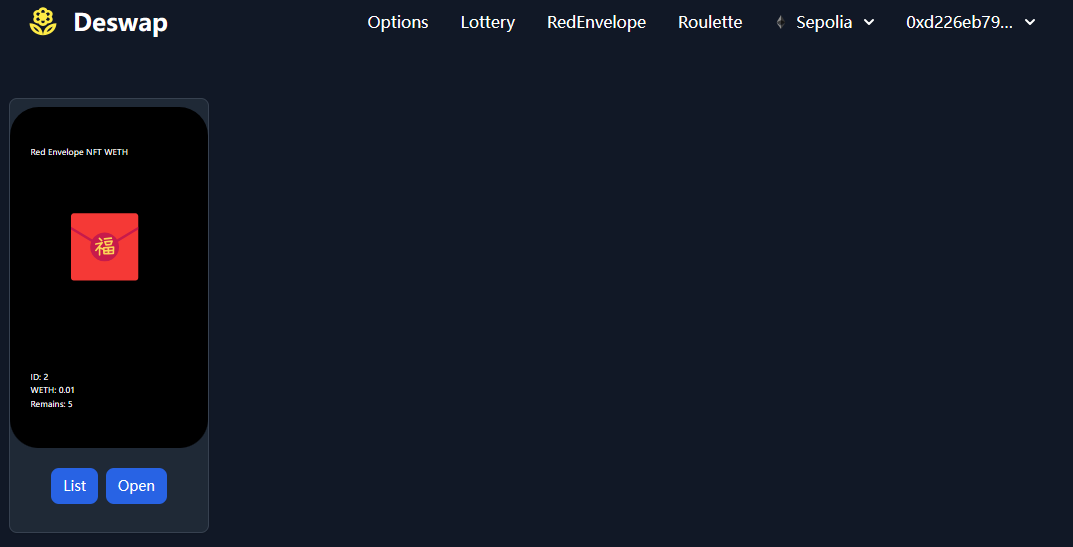 Deswap
Options
Lottery
RedEnvelope
Roulette
Sepolia
0xd226eb79...
Red Envelope NFT WETH
福
ID: 2
WETH: 0.01
Remains: 5
List
Open